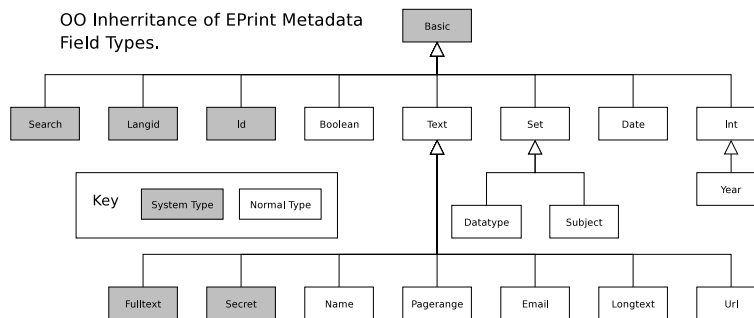 OO Inherritance of EPrint Metadata
Field Types.
Basic
Search Langid Id Boolean Text Set Date Int
Key System Type Normal Type
Year
Datatype Subject
Fulltext Secret Name Pagerange Email Longtext Url